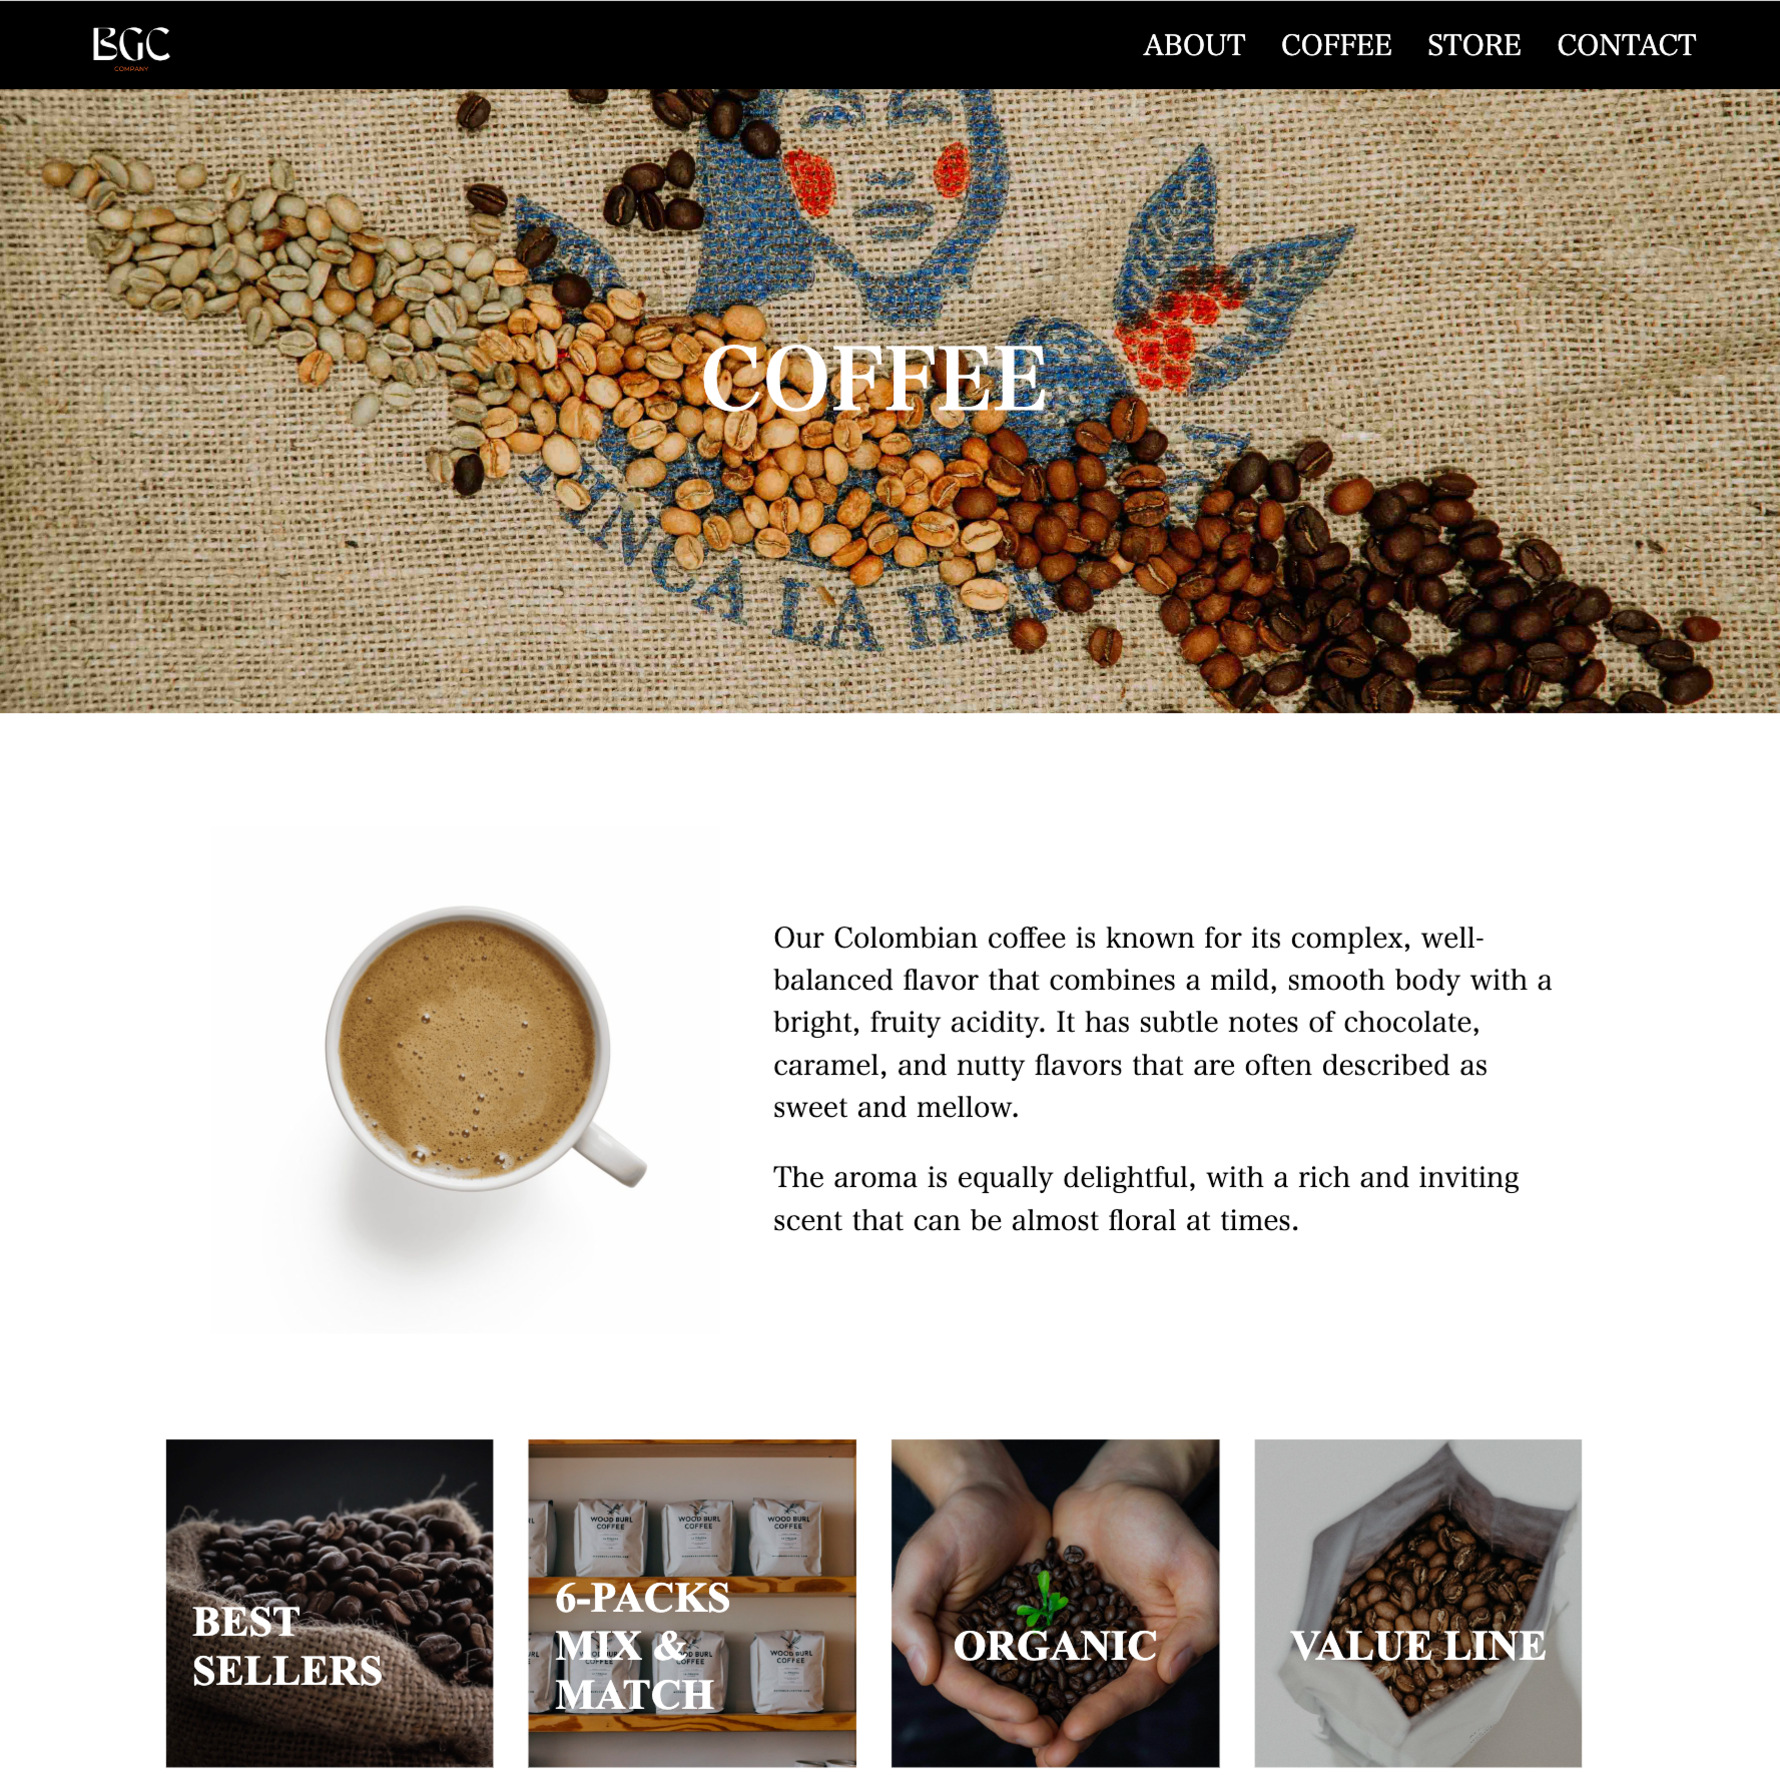 BGC
COMPANY
ABOUT COFFEE STORE CONTACT
COFFEE
FINCA LA HER
Our Colombian coffee is known for its complex, well-
balanced flavor that combines a mild, smooth body with a
bright, fruity acidity. It has subtle notes of chocolate,
caramel, and nutty flavors that are often described as
sweet and mellow.
The aroma is equally delightful, with a rich and inviting
scent that can be almost floral at times.
WOOD BURL
COFFEE
WOOD BURL
COFFEE
WOOD BURL
COFFEE
BEST
SELLERS
6-PACKS
MIX &
MATCH
WOOD BURL
COFFEE
ORGANIC
VALUE LINE